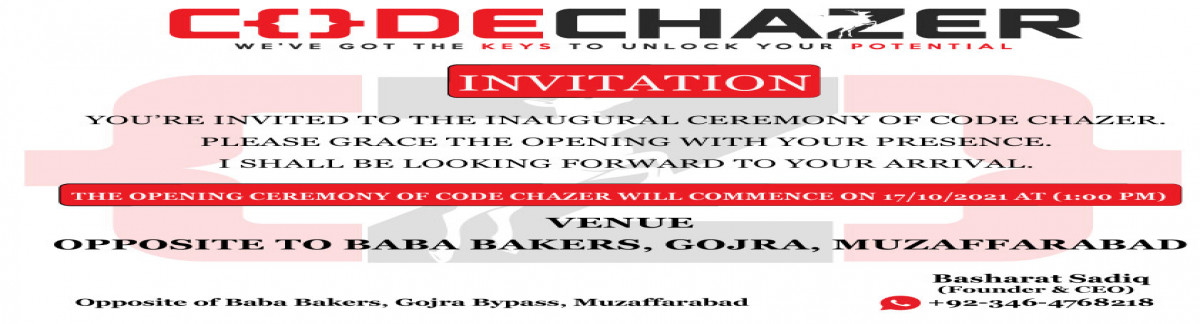 CODECHAZER
WE'VE GOT THE KEYS TO UNLOCK YOUR POTENTIAL
INVITATION
YOU'RE INVITED TO THE INAUGURAL CEREMONY OF CODE CHAZER.
PLEASE GRACE THE OPENING WITH YOUR PRESENCE.
I SHALL BE LOOKING FORWARD TO YOUR ARRIVAL.
THE OPENING CEREMONY OF CODE CHAZER WILL COMMENCE ON 17/10/2021 AT (1:00 PM)
VENUE
OPPOSITE TO BABA BAKERS, GOJRA, MUZAFFARABAD
Basharat Sadiq
(Founder & CEO)
Opposite of Baba Bakers, Gojra Bypass, Muzaffarabad
+92-346-4768218